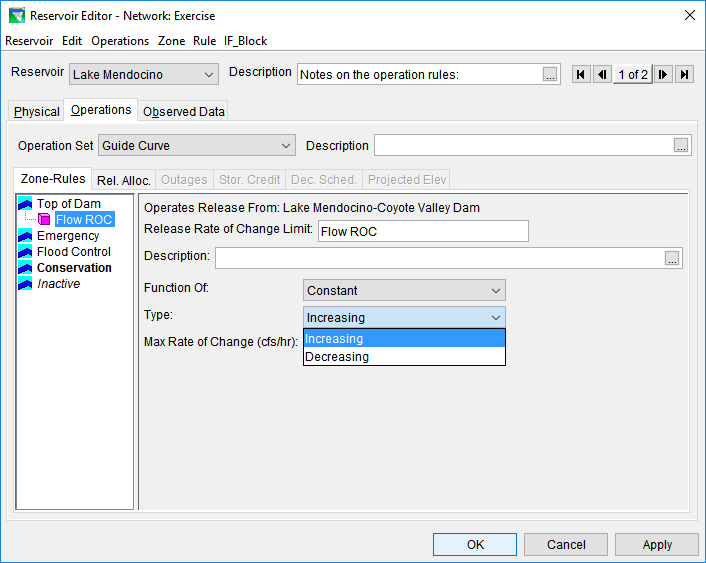 Reservoir Editor - Network: Exercise
Reservoir Edit Operations Zone Rule IF_Block
Reservoir Lake Mendocino Description Notes on the operation rules: ... 1 of 2
Physical Operations Observed Data
Operation Set Guide Curve Description ...
Zone-Rules Rel. Alloc. Outages Stor. Credit Dec. Sched. Projected Elev
Top of Dam
Flow ROC
Emergency
Flood Control
Conservation
Inactive
Operates Release From: Lake Mendocino-Coyote Valley Dam
Release Rate of Change Limit: Flow ROC
Description: ...
Function Of: Constant
Type: Increasing
Max Rate of Change (cfs/hr): Increasing
Decreasing
OK Cancel Apply